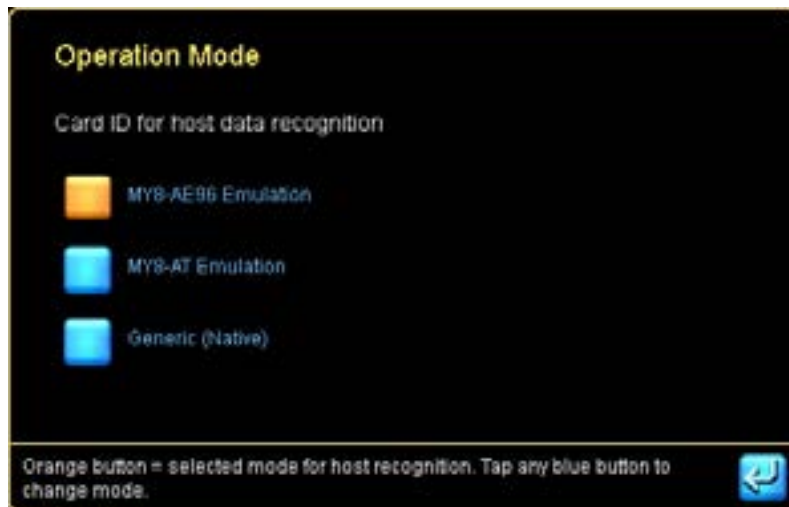 Operation Mode
Card ID for host data recognition
MY8-AE96 Emulation
MY8-AT Emulation
Generic (Native)
Orange button = selected mode for host recognition. Tap any blue button to
change mode.